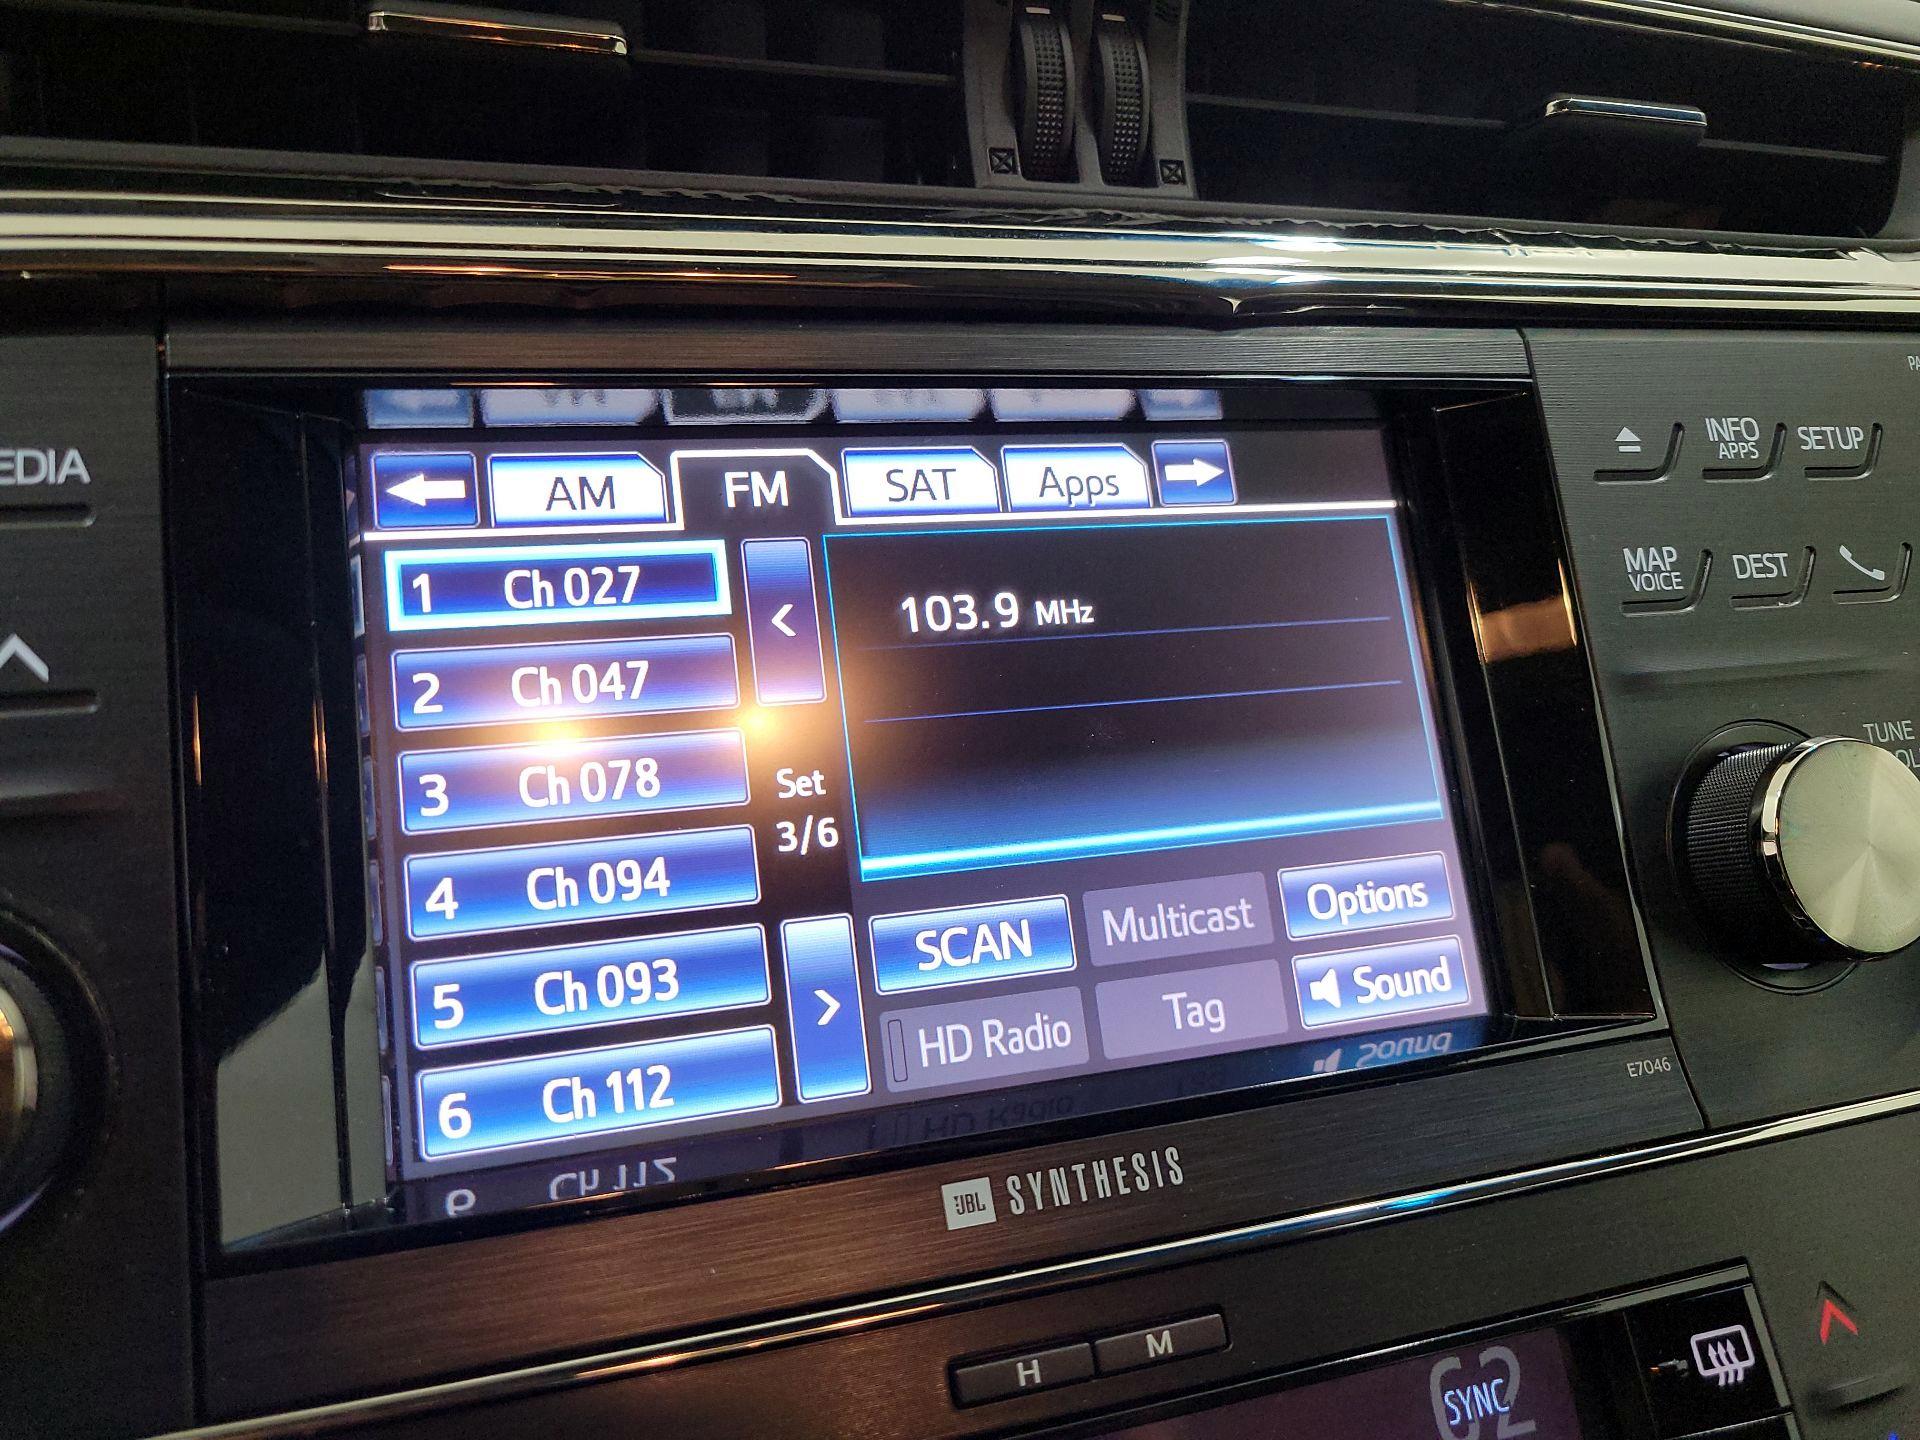 AM FM SAT Apps
1 Ch 027
2 Ch 047
3 Ch 078
4 Ch 094
5 Ch 093
6 Ch 112
<
Set
3/6
>
103.9 MHz
SCAN Multicast Options
HD Radio Tag Sound
EDIA
INFO
APPS
SETUP
MAP
VOICE
DEST
TUNE
E7046
JBL SYNTHESIS
H M
62
SYNC